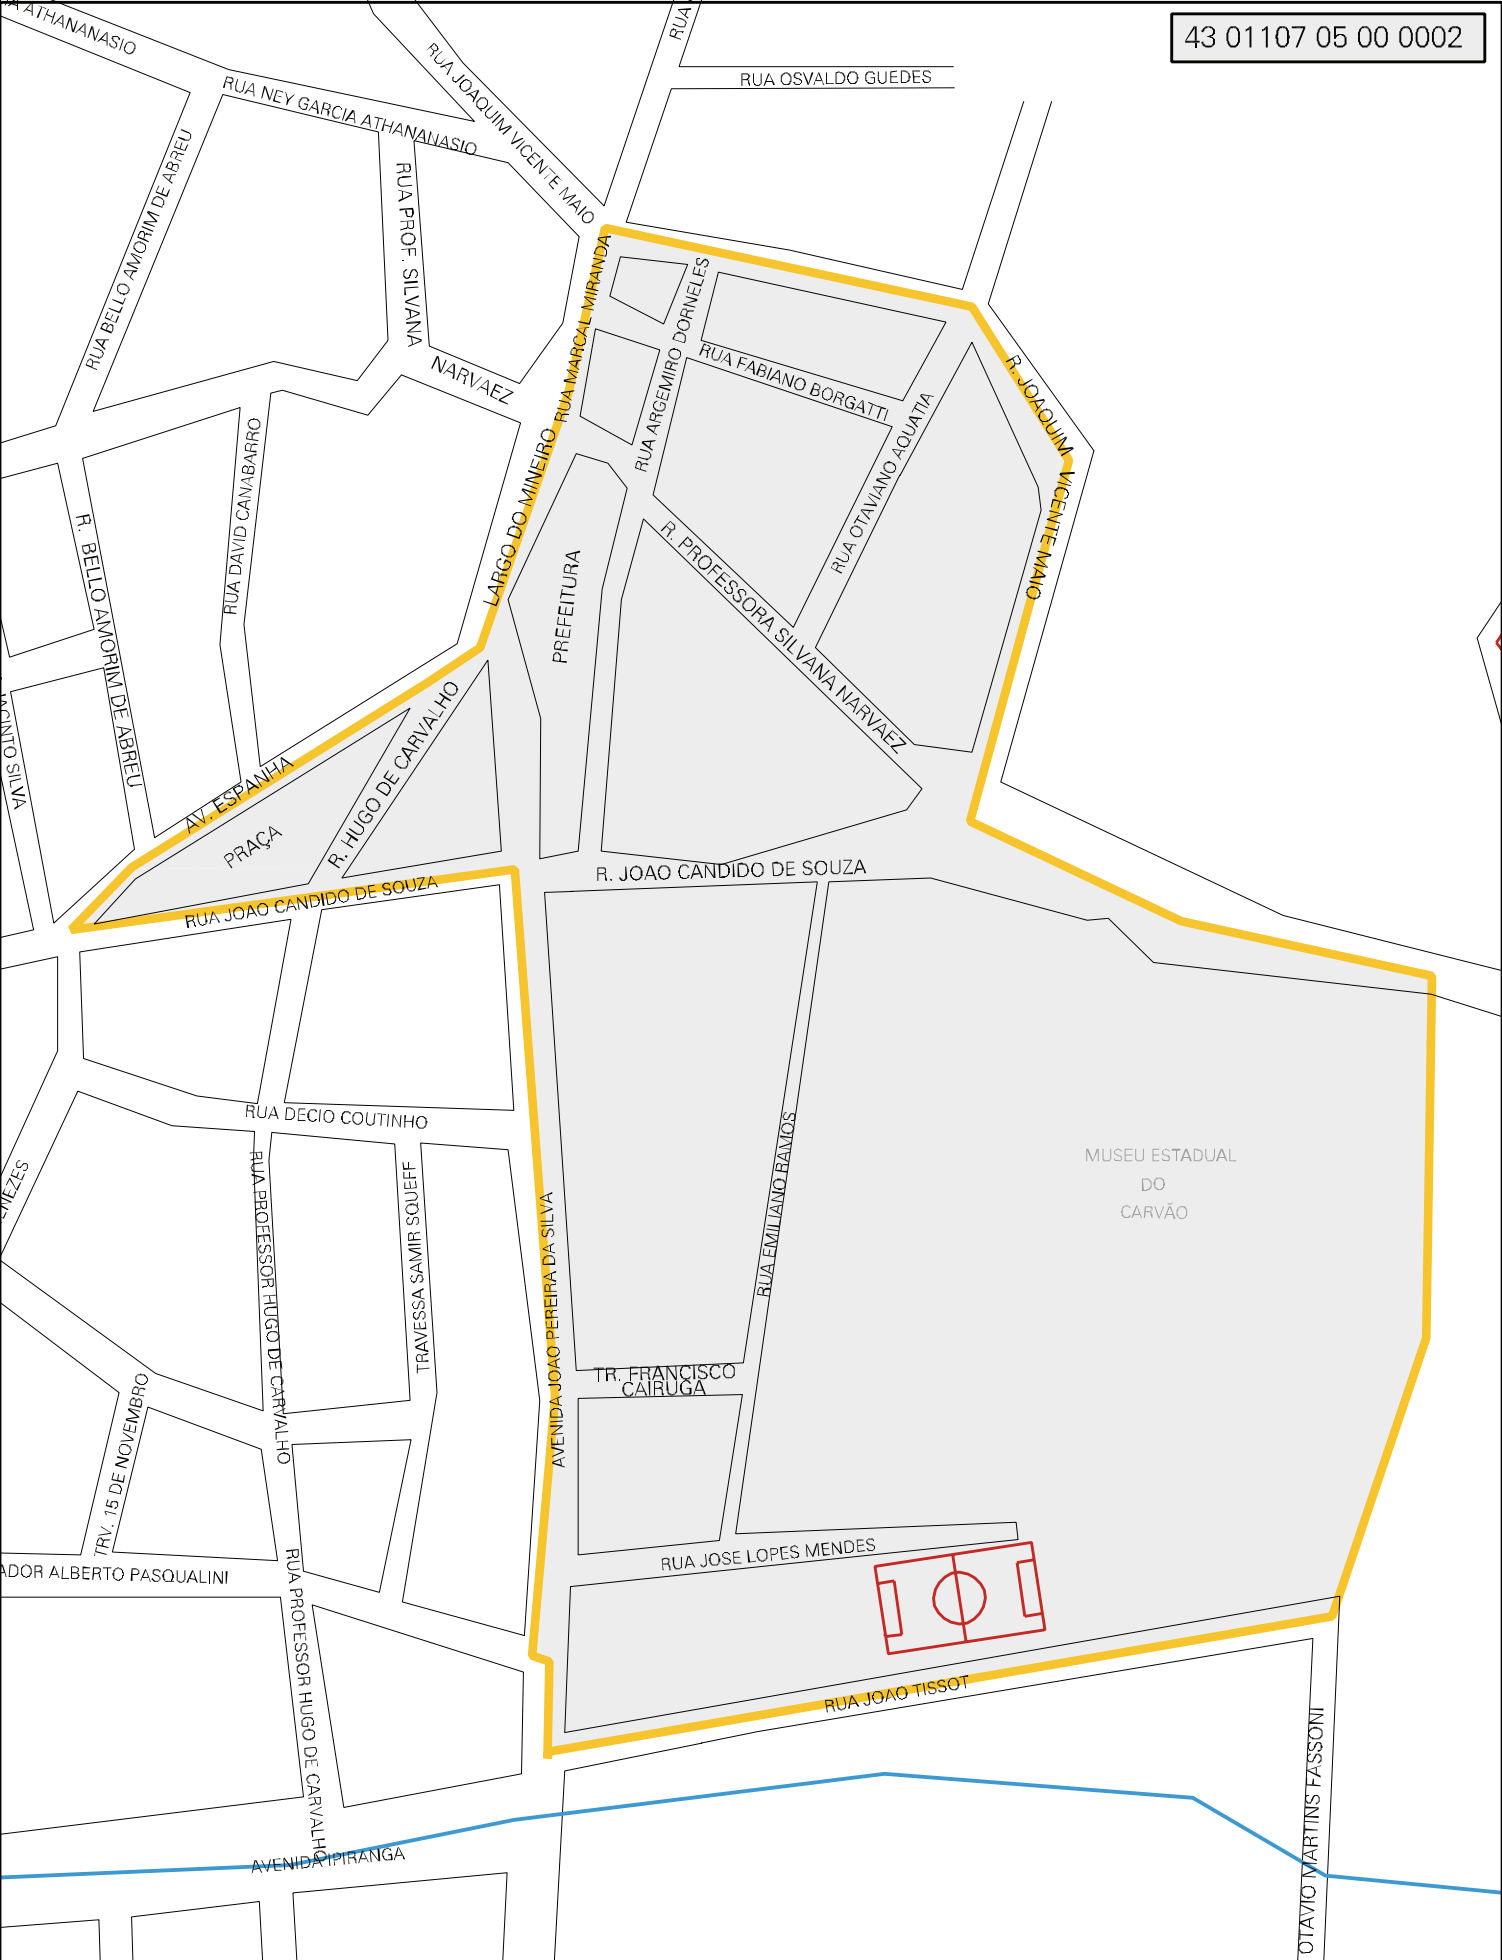 ATHANANASIO
43 01107 05 00 0002
RUA
RUA JOAQUIM VICENTE MAIO
RUA OSVALDO GUEDES
RUA NEY GARCIA ATHANANASIO
RUA BELLO AMORIM DE ABREU
RUA PROF. SILVANA
NARVAEZ
RUA MARCAL MIRANDA
RUA ARGEMIRO DORNELES
RUA FABIANO BORGATTI
R. JOAQUIM VICENTE MAIO
RUA OTAVIANO AQUATIA
LARGO DO MINEIRO
RUA DAVID CANABARRO
R. BELLO AMORIM DE ABREU
PREFEITURA
R. PROFESSORA SILVANA NARVAEZ
JACINTO SILVA
AV. ESPANHA
R. HUGO DE CARVALHO
PRAÇA
R. JOAO CANDIDO DE SOUZA
RUA JOAO CANDIDO DE SOUZA
RUA DECIO COUTINHO
RUA EMILIANO RAMOS
MUSEU ESTADUAL
DO
CARVÃO
ENEZES
RUA PROFESSOR HUGO DE CARVALHO
TRAVESSA SAMIR SQUEFF
AVENIDA JOAO PEREIRA DA SILVA
TR. FRANCISCO
CAIRUGA
TRV. 15 DE NOVEMBRO
RUA JOSE LOPES MENDES
ADOR ALBERTO PASQUALINI
RUA PROFESSOR HUGO DE CARVALHO
RUA JOAO TISSOT
OTAVIO MARTINS FASSONI
AVENIDA IPIRANGA